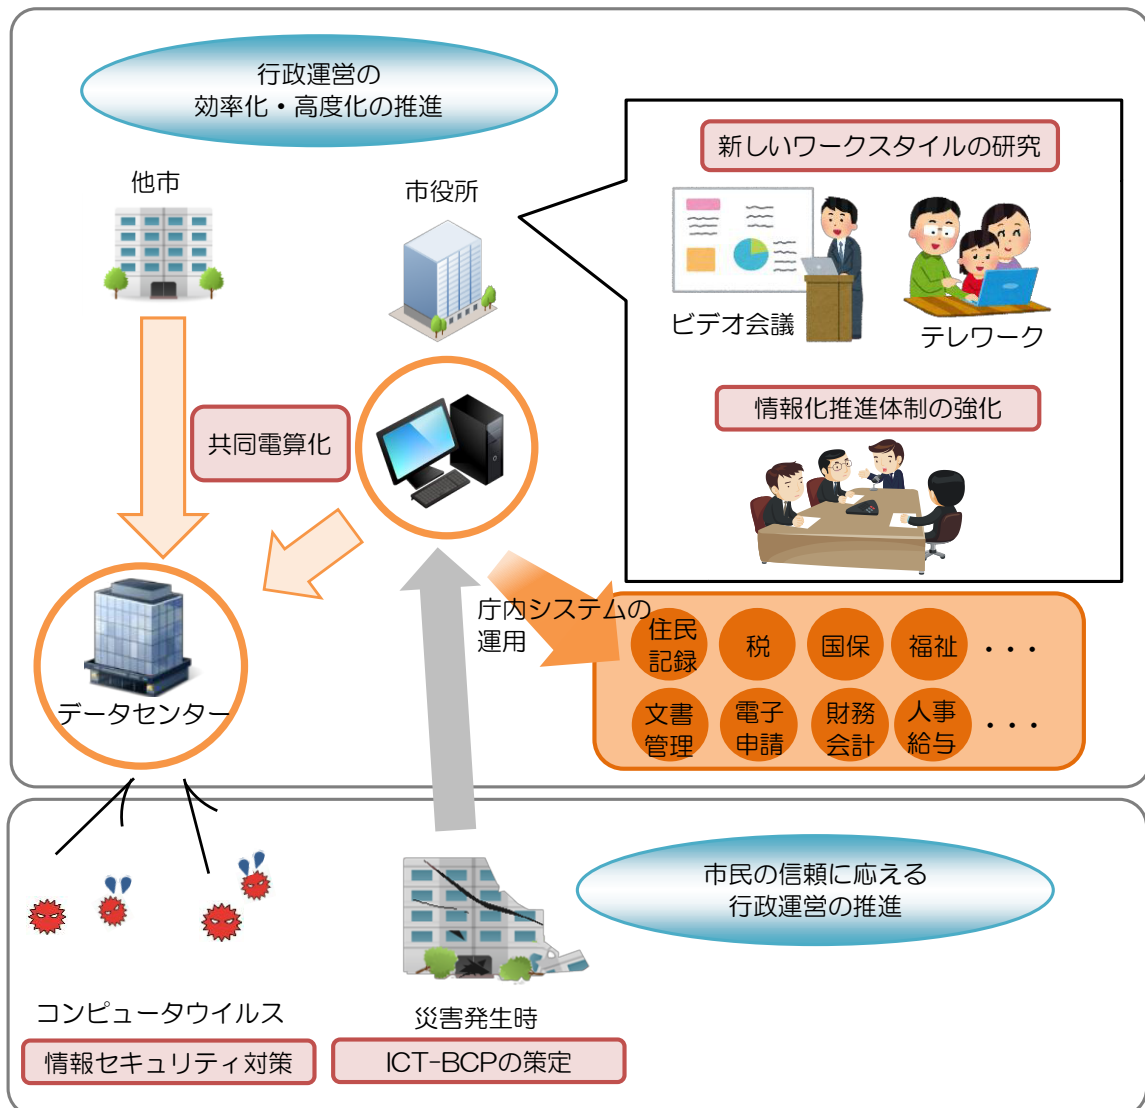 行政運営の
効率化・高度化の推進
他市
市役所
新しいワークスタイルの研究
ビデオ会議
テレワーク
共同電算化
情報化推進体制の強化
庁内システムの
運用
データセンター
住民
記録
税
国保
福祉
・・・
文書
管理
電子
申請
財務
会計
人事
給与
・・・
市民の信頼に応える
行政運営の推進
コンピュータウイルス
情報セキュリティ対策
災害発生時
ICT-BCPの策定